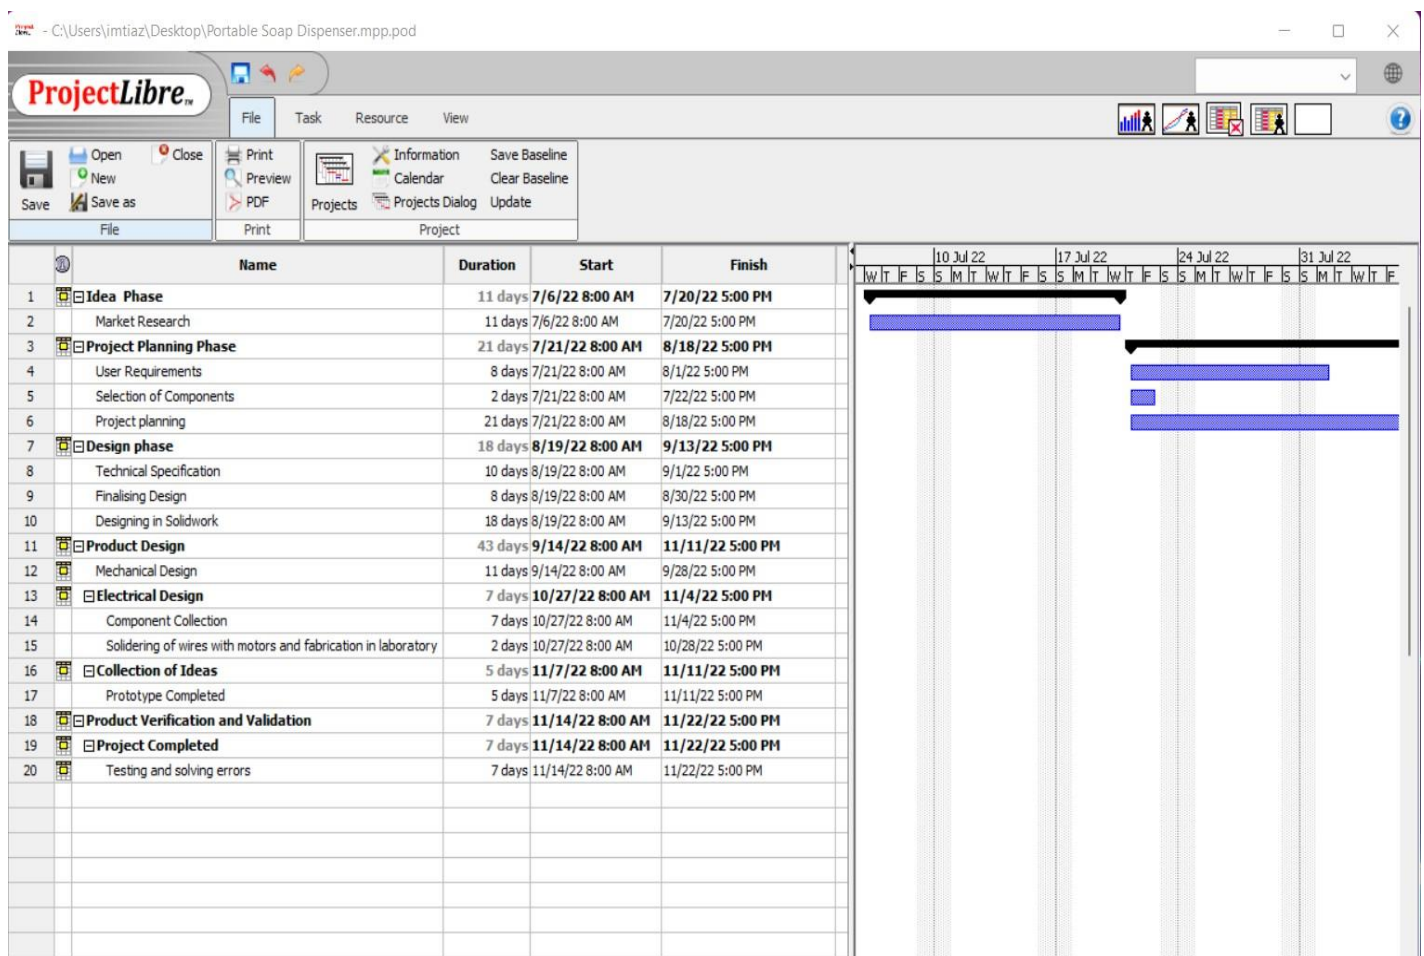 - C:\Users\imtiaz\Desktop\Portable Soap Dispenser.mpp.pod
ProjectLibre™
File Task Resource View
Save Open New Save as Close
File
Print Preview PDF
Print
Projects Information Calendar Projects Dialog Save Baseline Clear Baseline Update
Project
Name Duration Start Finish
10 Jul 22 17 Jul 22 24 Jul 22 31 Jul 22
W T F S S M T W T F S S M T W T F S S M T W T F S S M T W T F
1 Idea Phase 11 days 7/6/22 8:00 AM 7/20/22 5:00 PM
2 Market Research 11 days 7/6/22 8:00 AM 7/20/22 5:00 PM
3 Project Planning Phase 21 days 7/21/22 8:00 AM 8/18/22 5:00 PM
4 User Requirements 8 days 7/21/22 8:00 AM 8/1/22 5:00 PM
5 Selection of Components 2 days 7/21/22 8:00 AM 7/22/22 5:00 PM
6 Project planning 21 days 7/21/22 8:00 AM 8/18/22 5:00 PM
7 Design phase 18 days 8/19/22 8:00 AM 9/13/22 5:00 PM
8 Technical Specification 10 days 8/19/22 8:00 AM 9/1/22 5:00 PM
9 Finalising Design 8 days 8/19/22 8:00 AM 8/30/22 5:00 PM
10 Designing in Solidwork 18 days 8/19/22 8:00 AM 9/13/22 5:00 PM
11 Product Design 43 days 9/14/22 8:00 AM 11/11/22 5:00 PM
12 Mechanical Design 11 days 9/14/22 8:00 AM 9/28/22 5:00 PM
13 Electrical Design 7 days 10/27/22 8:00 AM 11/4/22 5:00 PM
14 Component Collection 7 days 10/27/22 8:00 AM 11/4/22 5:00 PM
15 Solidering of wires with motors and fabrication in laboratory 2 days 10/27/22 8:00 AM 10/28/22 5:00 PM
16 Collection of Ideas 5 days 11/7/22 8:00 AM 11/11/22 5:00 PM
17 Prototype Completed 5 days 11/7/22 8:00 AM 11/11/22 5:00 PM
18 Product Verification and Validation 7 days 11/14/22 8:00 AM 11/22/22 5:00 PM
19 Project Completed 7 days 11/14/22 8:00 AM 11/22/22 5:00 PM
20 Testing and solving errors 7 days 11/14/22 8:00 AM 11/22/22 5:00 PM